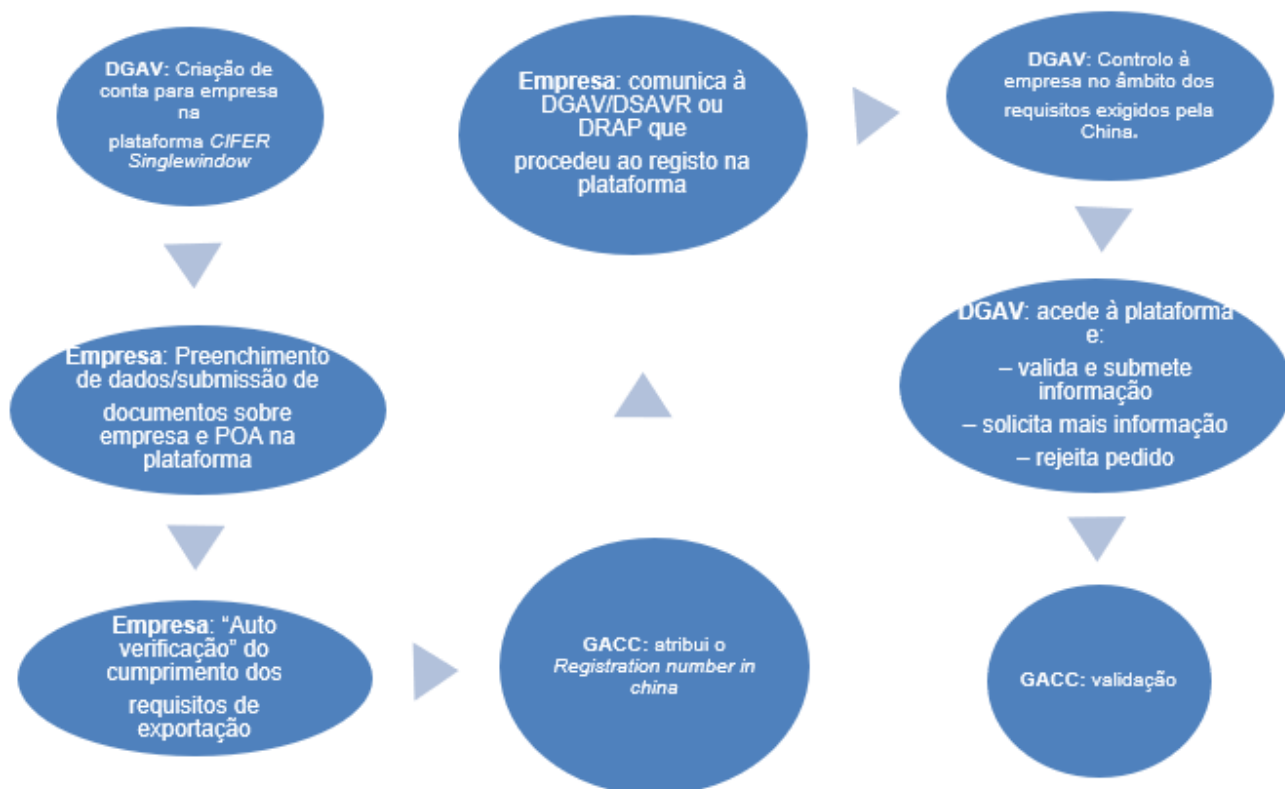 DGAV: Criação de
conta para empresa
na
plataforma CIFER
Singlewindow
Empresa: Preenchimento
de dados/submissão de
documentos sobre
empresa e POA na
plataforma
Empresa: “Auto
verificação” do
cumprimento dos
requisitos de
exportação
GACC: atribui o
Registration number in
china
Empresa: comunica à
DGAV/DSAVR ou
DRAP que
procedeu ao registo na
plataforma
DGAV: Controlo à
empresa no âmbito dos
requisitos exigidos pela
China.
DGAV: acede à plataforma
e:
– valida e submete
informação
– solicita mais informação
– rejeita pedido
GACC: validação